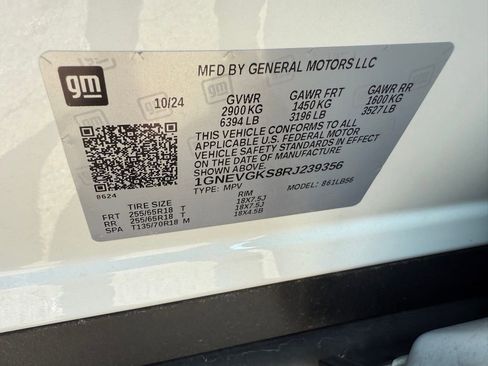 gm
MFD BY GENERAL MOTORS LLC
10/24 GVWR GAWR FRT GAWR RR
2900 KG 1450 KG 1600 KG
6394 LB 3196 LB 3527 LB
THIS VEHICLE CONFORMS TO ALL
APPLICABLE U.S. FEDERAL MOTOR
VEHICLE SAFETY STANDARDS IN EFFECT
ON THE DATE OF MANUFACTURE SHOWN ABOVE.
1GNEVGKS8RJ239356
8624 TYPE: MPV MODEL: 861LB56
TIRE SIZE RIM
FRT 255/65R18 T 18X7.5J
RR 255/65R18 T 18X7.5J
SPA T135/70R18 M 18X4.5B